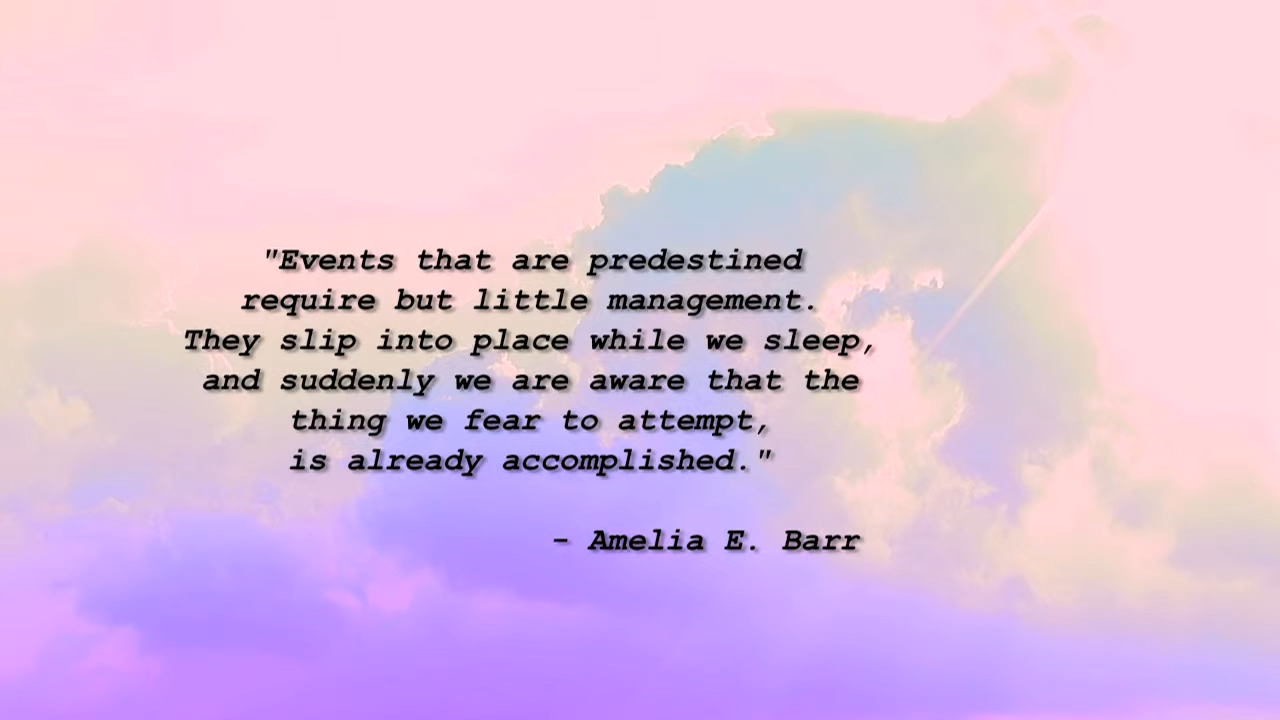 "Events that are predestined
require but little management.
They slip into place while we sleep,
and suddenly we are aware that the
thing we fear to attempt,
is already accomplished."
- Amelia E. Barr